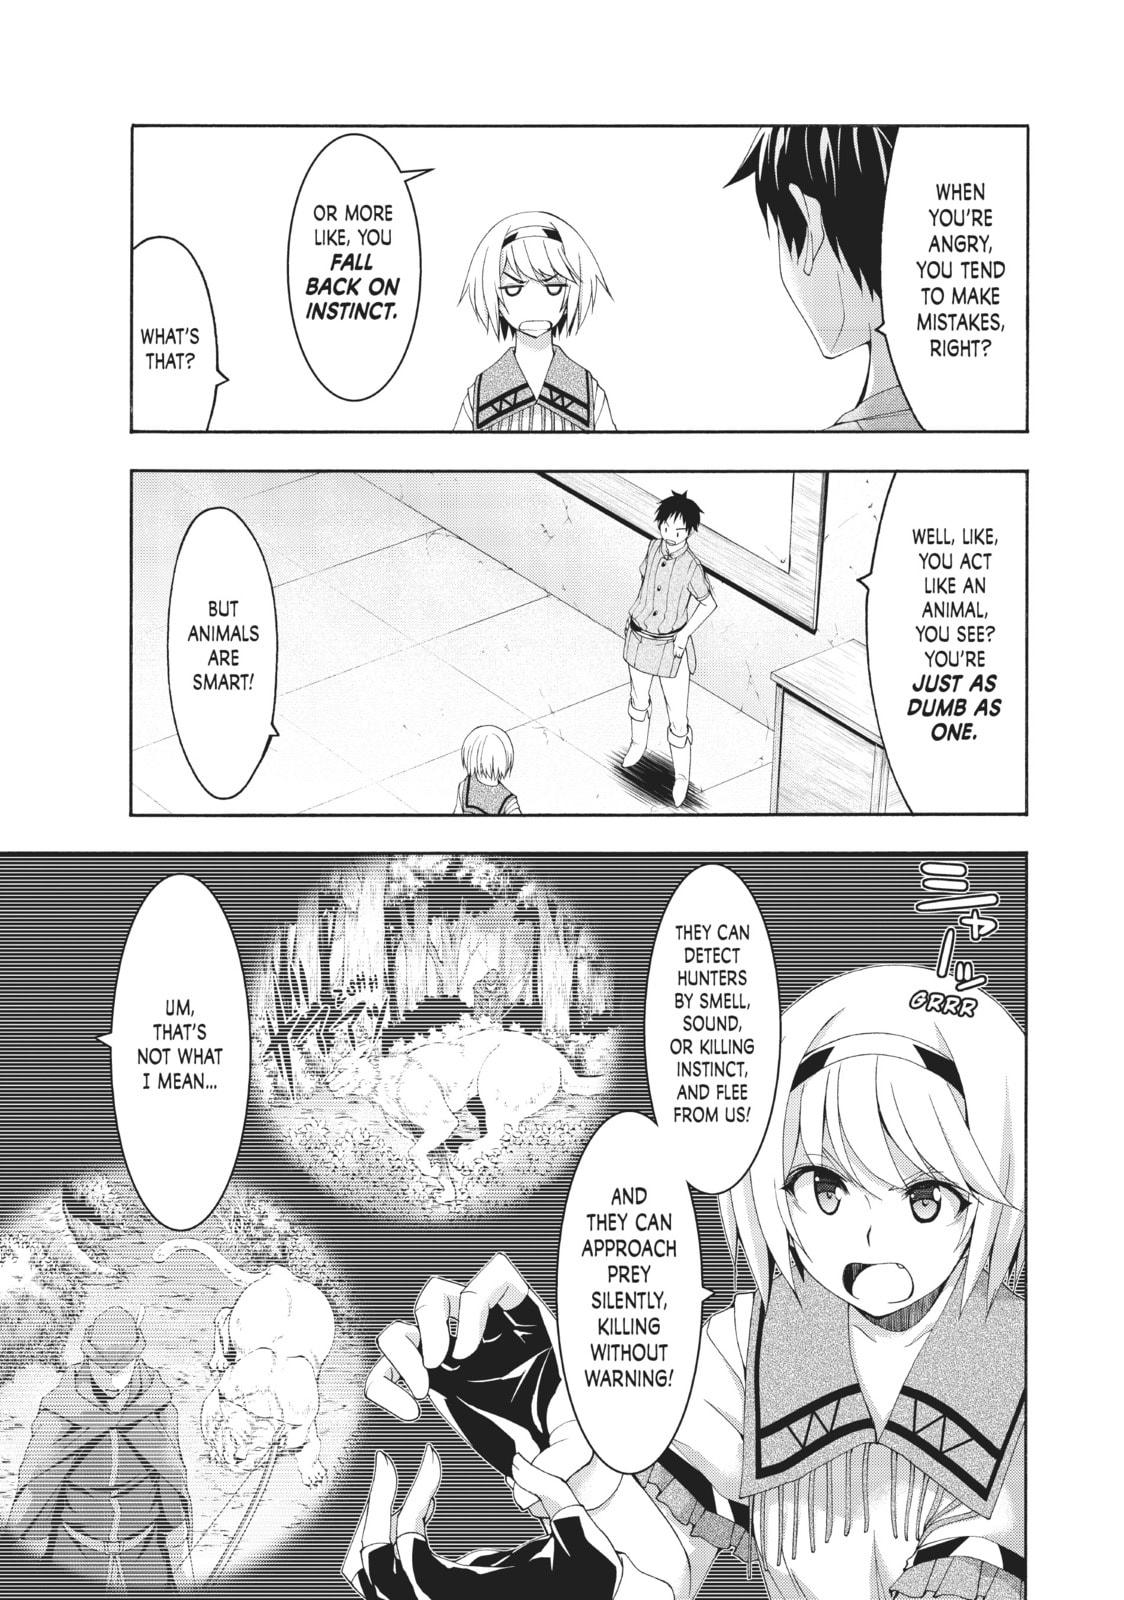 WHEN
YOU'RE
ANGRY,
YOU TEND
TO MAKE
MISTAKES,
RIGHT?
OR MORE
LIKE, YOU
FALL
BACK ON
INSTINCT.
WHAT'S
THAT?
WELL, LIKE,
YOU ACT
LIKE AN
ANIMAL,
YOU SEE?
YOU'RE
JUST AS
DUMB AS
ONE.
BUT
ANIMALS
ARE
SMART!
ミャーッ
GRRR
THEY CAN
DETECT
HUNTERS
BY SMELL,
SOUND,
OR KILLING
INSTINCT,
AND FLEE
FROM US!
AND
THEY CAN
APPROACH
PREY
SILENTLY,
KILLING
WITHOUT
WARNING!
UM,
THAT'S
NOT WHAT
I MEAN...